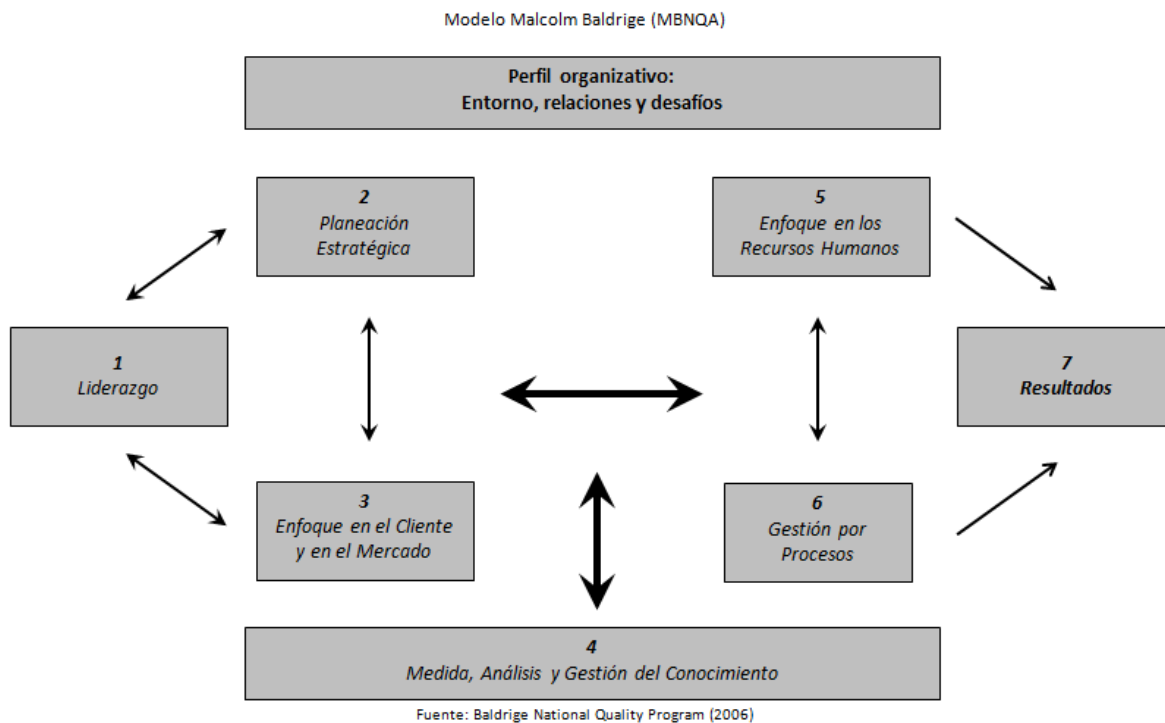 Modelo Malcolm Baldrige (MBNQA)
Perfil organizativo:
Entorno, relaciones y desafíos
2
Planeación
Estratégica
5
Enfoque en los
Recursos Humanos
1
Liderazgo
7
Resultados
3
Enfoque en el Cliente
y en el Mercado
6
Gestión por
Procesos
4
Medida, Análisis y Gestión del Conocimiento
Fuente: Baldrige National Quality Program (2006)